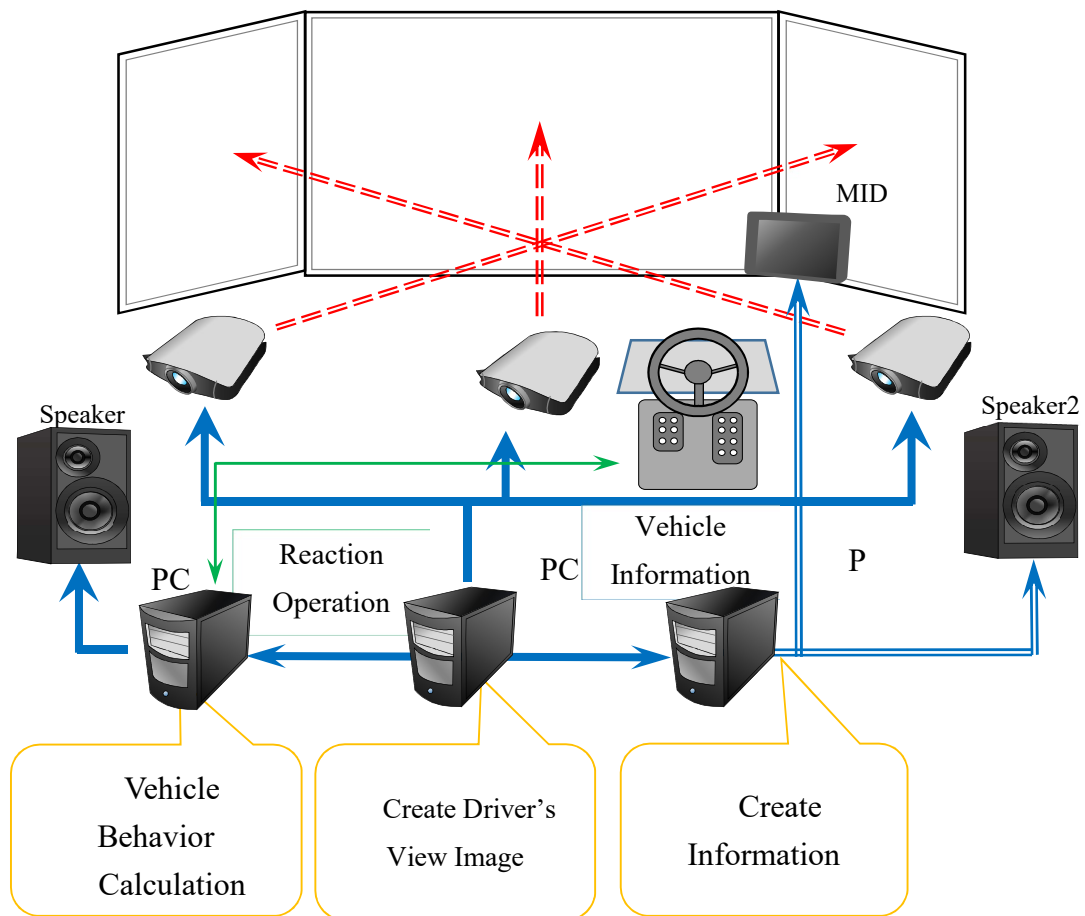 MID
Speaker
Speaker2
PC
Reaction
Operation
PC
Vehicle
Information
P
Vehicle
Behavior
Calculation
Create Driver’s
View Image
Create
Information